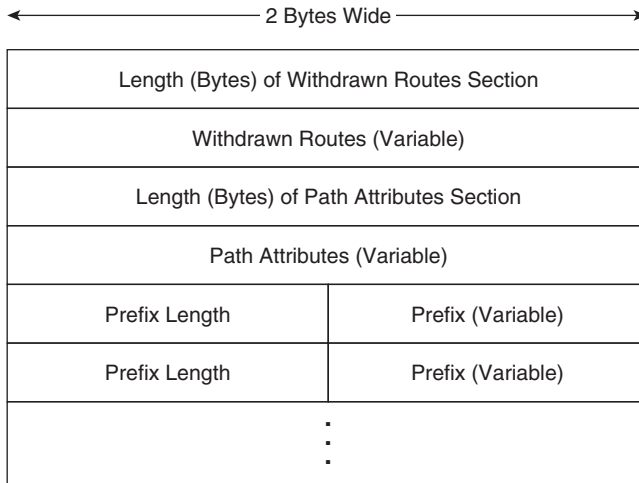 2 Bytes Wide
Length (Bytes) of Withdrawn Routes Section
Withdrawn Routes (Variable)
Length (Bytes) of Path Attributes Section
Path Attributes (Variable)
Prefix Length Prefix (Variable)
Prefix Length Prefix (Variable)